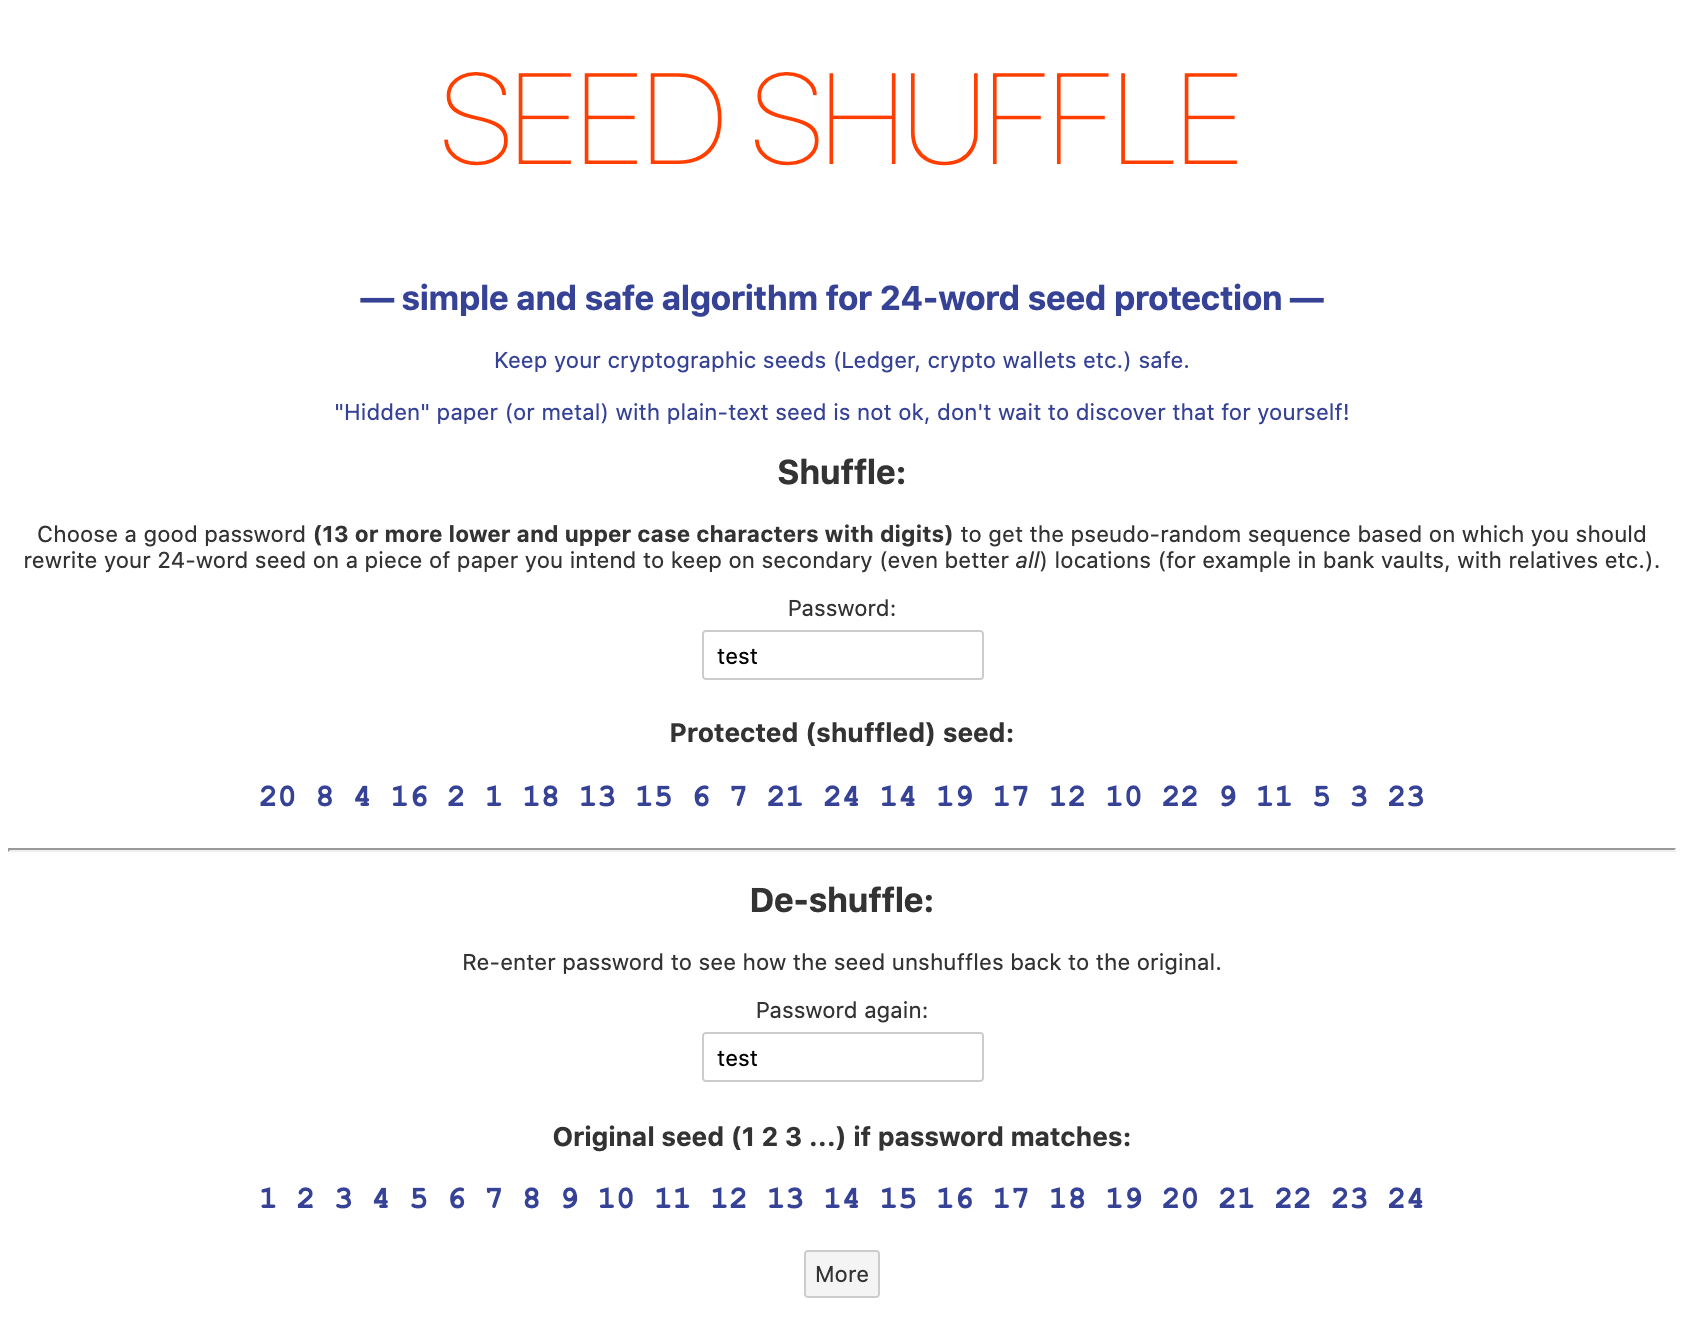 SEED SHUFFLE
— simple and safe algorithm for 24-word seed protection —
Keep your cryptographic seeds (Ledger, crypto wallets etc.) safe.
"Hidden" paper (or metal) with plain-text seed is not ok, don't wait to discover that for yourself!
Shuffle:
Choose a good password (13 or more lower and upper case characters with digits) to get the pseudo-random sequence based on which you should
rewrite your 24-word seed on a piece of paper you intend to keep on secondary (even better all) locations (for example in bank vaults, with relatives etc.).
Password:
test
Protected (shuffled) seed:
20 8 4 16 2 1 18 13 15 6 7 21 24 14 19 17 12 10 22 9 11 5 3 23
De-shuffle:
Re-enter password to see how the seed unshuffles back to the original.
Password again:
test
Original seed (1 2 3 ...) if password matches:
1 2 3 4 5 6 7 8 9 10 11 12 13 14 15 16 17 18 19 20 21 22 23 24
More